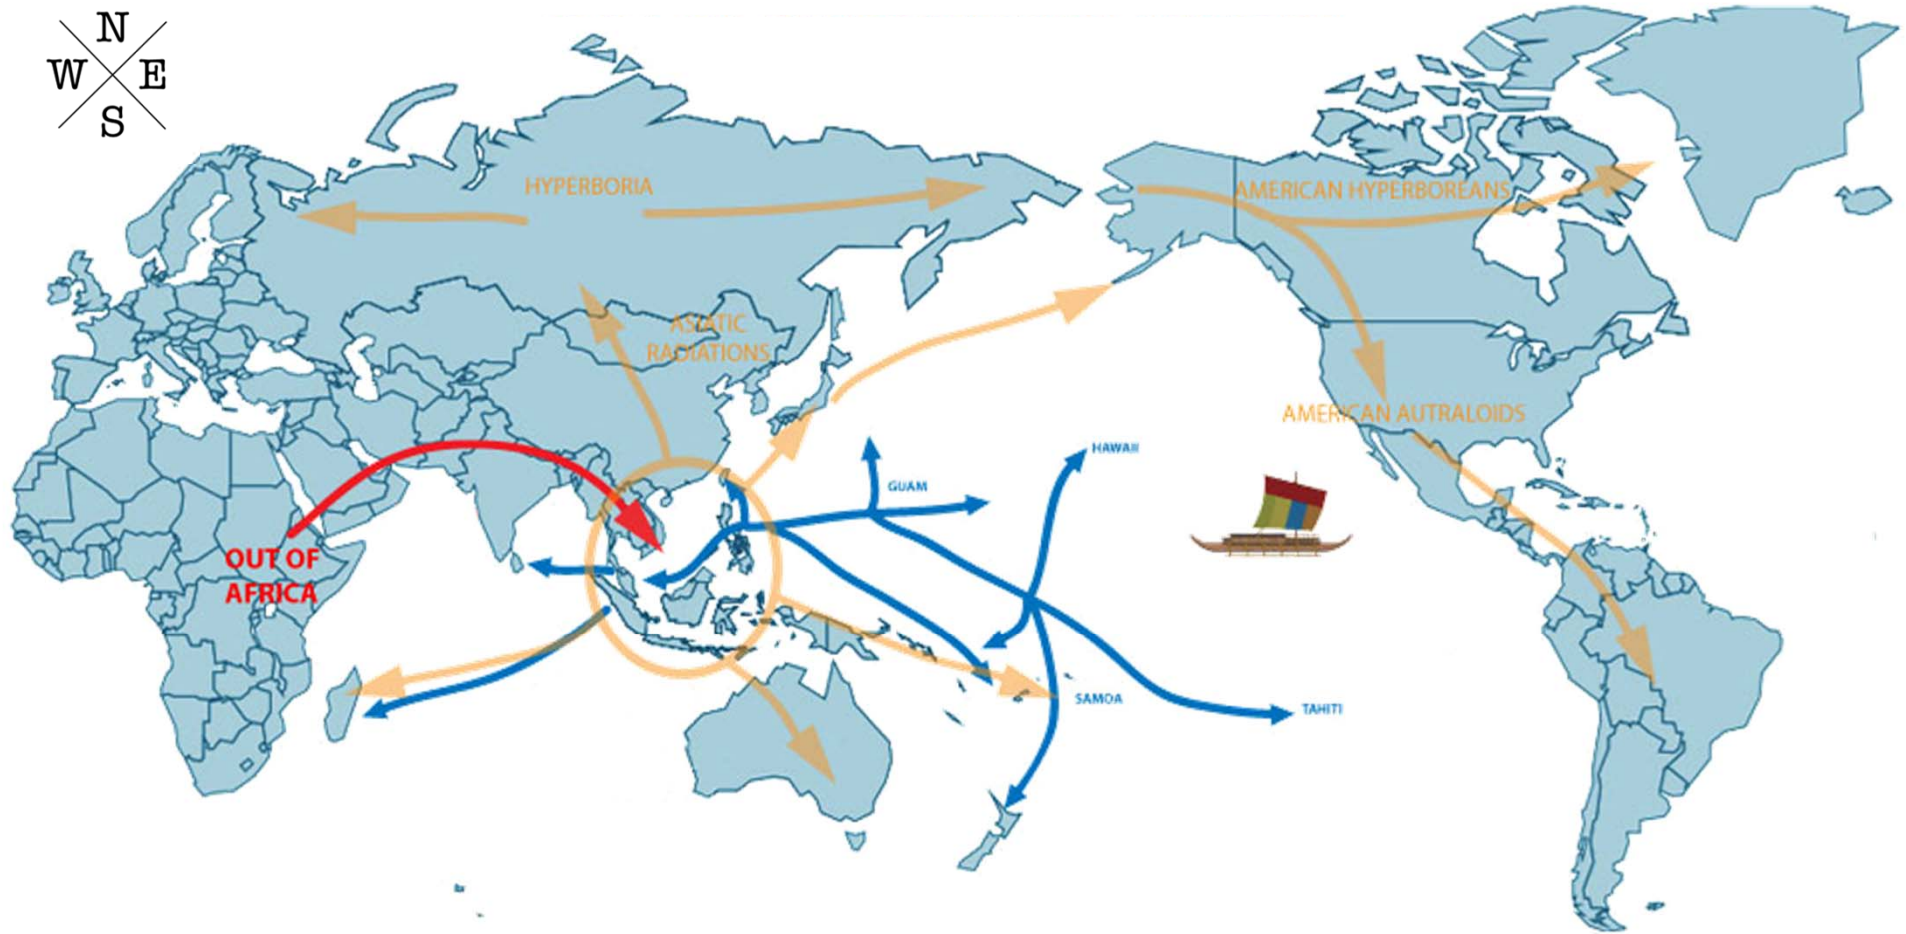 N
W E
S
HYPERBORIA
AMERICAN HYPERBOREANS
ASIATIC
RADIATIONS
AMERICAN AUTRALOIDS
HAWAII
GUAM
OUT OF
AFRICA
SAMOA
TAHITI